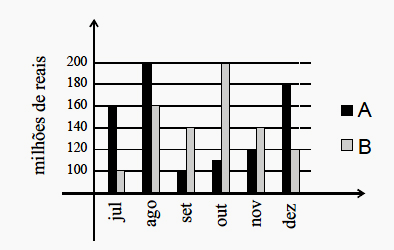 milhões de reais
200
180
160
140
120
100
jul
ago
set
out
nov
dez
A
B